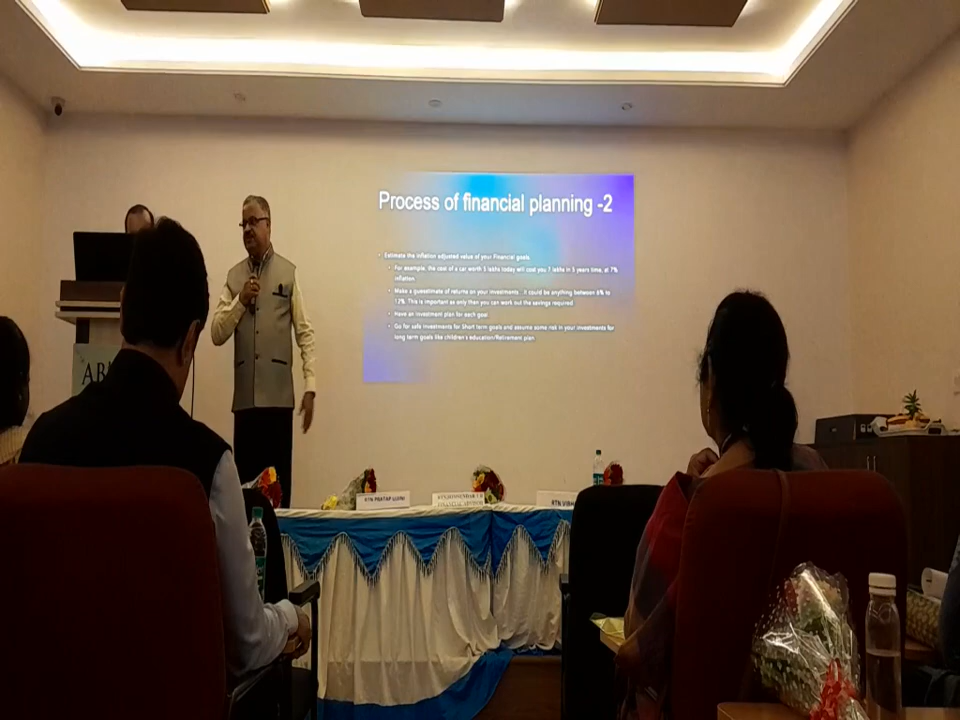 Process of financial planning -2
• Estimate the inflation adjusted value of your Financial goals
• For example, the cost of a car worth 5 lakhs today will cost you 7 lakhs in 5 years time, at 7%
inflation
• Make a guesstimate of returns on your investments...it could be anything between 8% to
12%. This is important as only then you can work out the savings required
• Have an investment plan for each goal
• Go for safe investments for Short term goals and assume some risk in your investments for
long term goals like children's education/Retirement plan
AR
RTN PRATAP
FINANCIAL ADVISOR
RTN